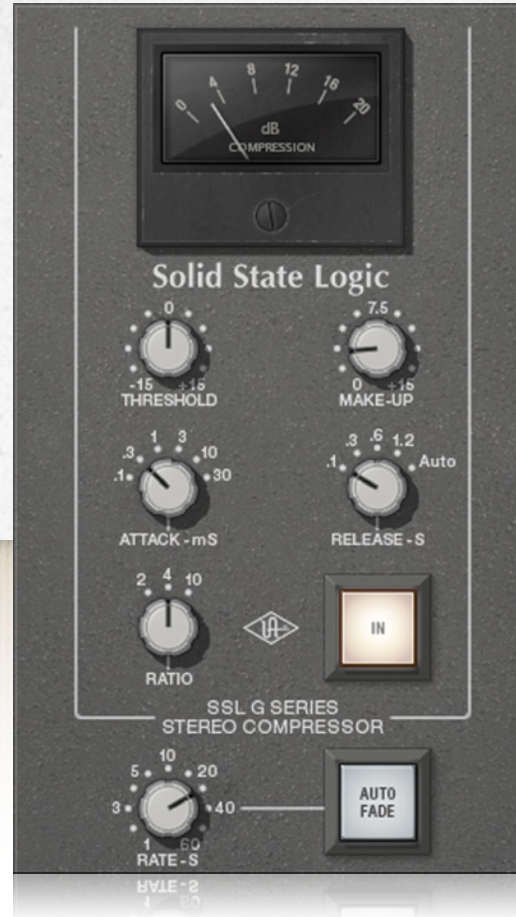 0 4 8 12 16 20
dB
COMPRESSION
Solid State Logic
0
-15 +15
THRESHOLD
7.5
0 +15
MAKE-UP
.1 .3 1 3 10 30
ATTACK - mS
.1 .3 .6 1.2 Auto
RELEASE - S
2 4 10
RATIO
UA
IN
SSL G SERIES
STEREO COMPRESSOR
1 3 5 10 20 40 60
RATE - S
AUTO
FADE
RATE - S